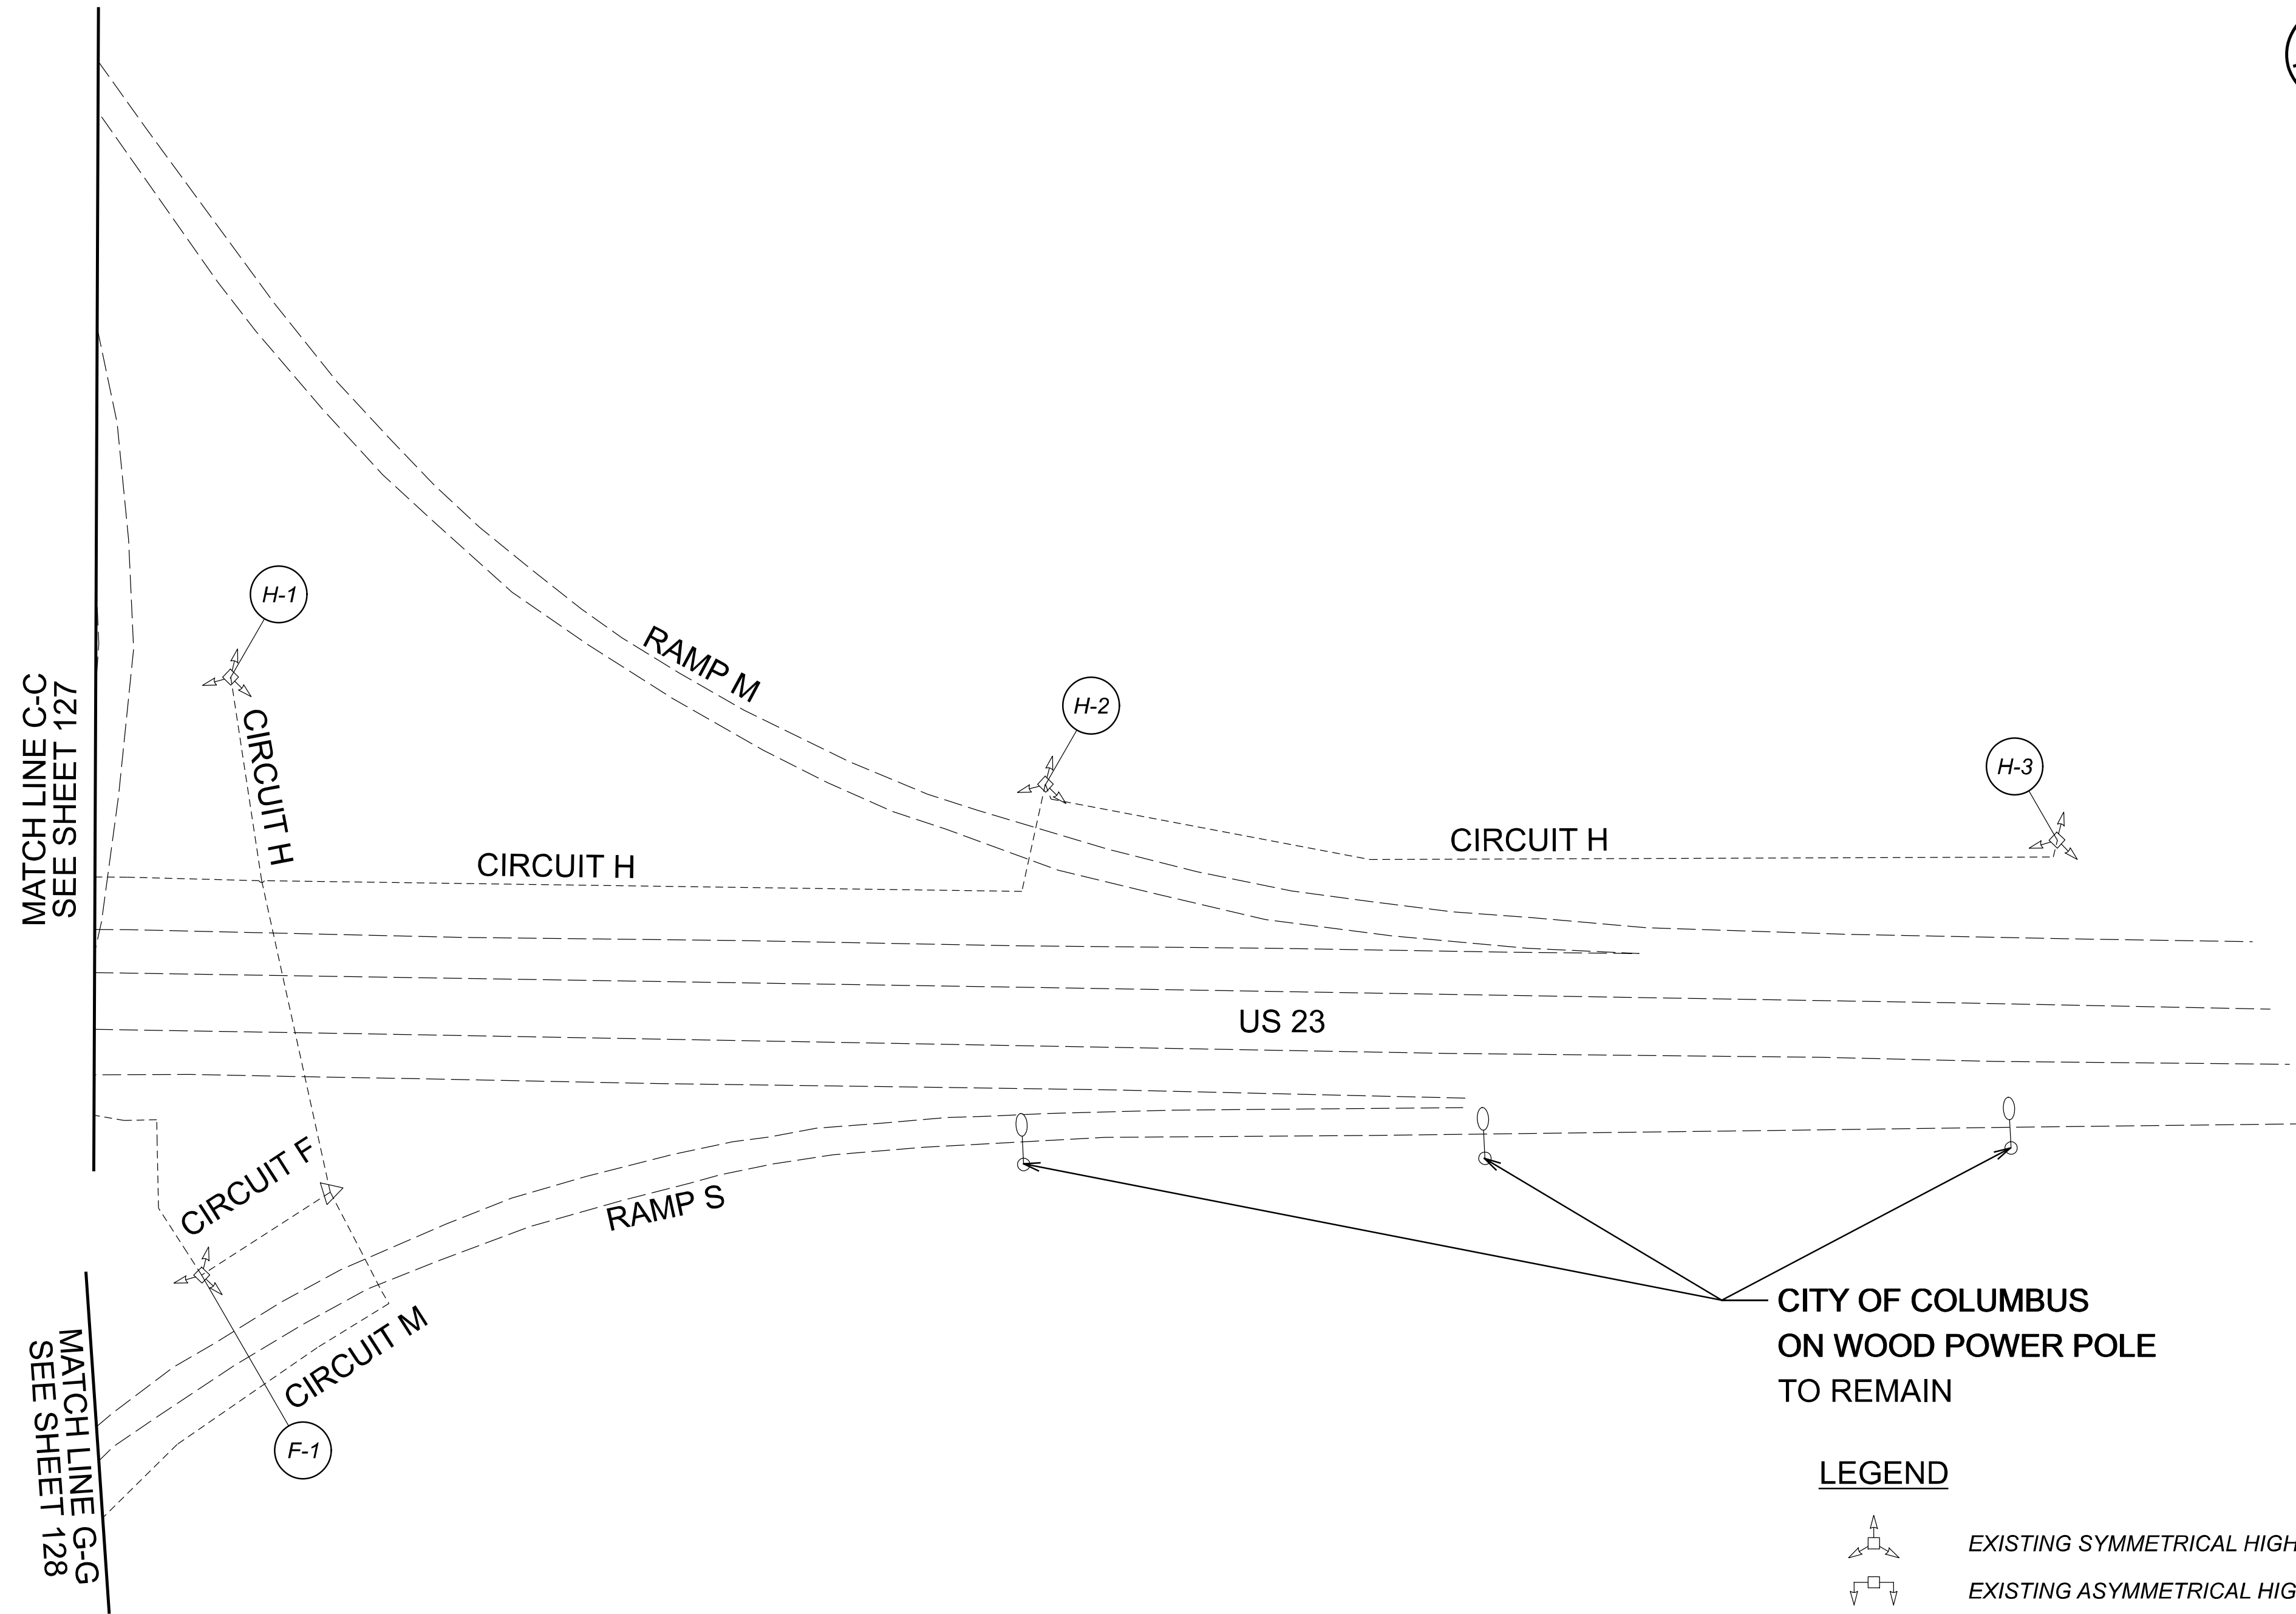 H-1
RAMP M
H-2
H-3
MATCH LINE C-C
SEE SHEET 127
CIRCUIT H
CIRCUIT H
CIRCUIT H
US 23
CIRCUIT F
RAMP S
CIRCUIT M
F-1
MATCH LINE G-G
SEE SHEET 128
CITY OF COLUMBUS
ON WOOD POWER POLE
TO REMAIN
LEGEND
EXISTING SYMMETRICAL HIGH
EXISTING ASYMMETRICAL HIG